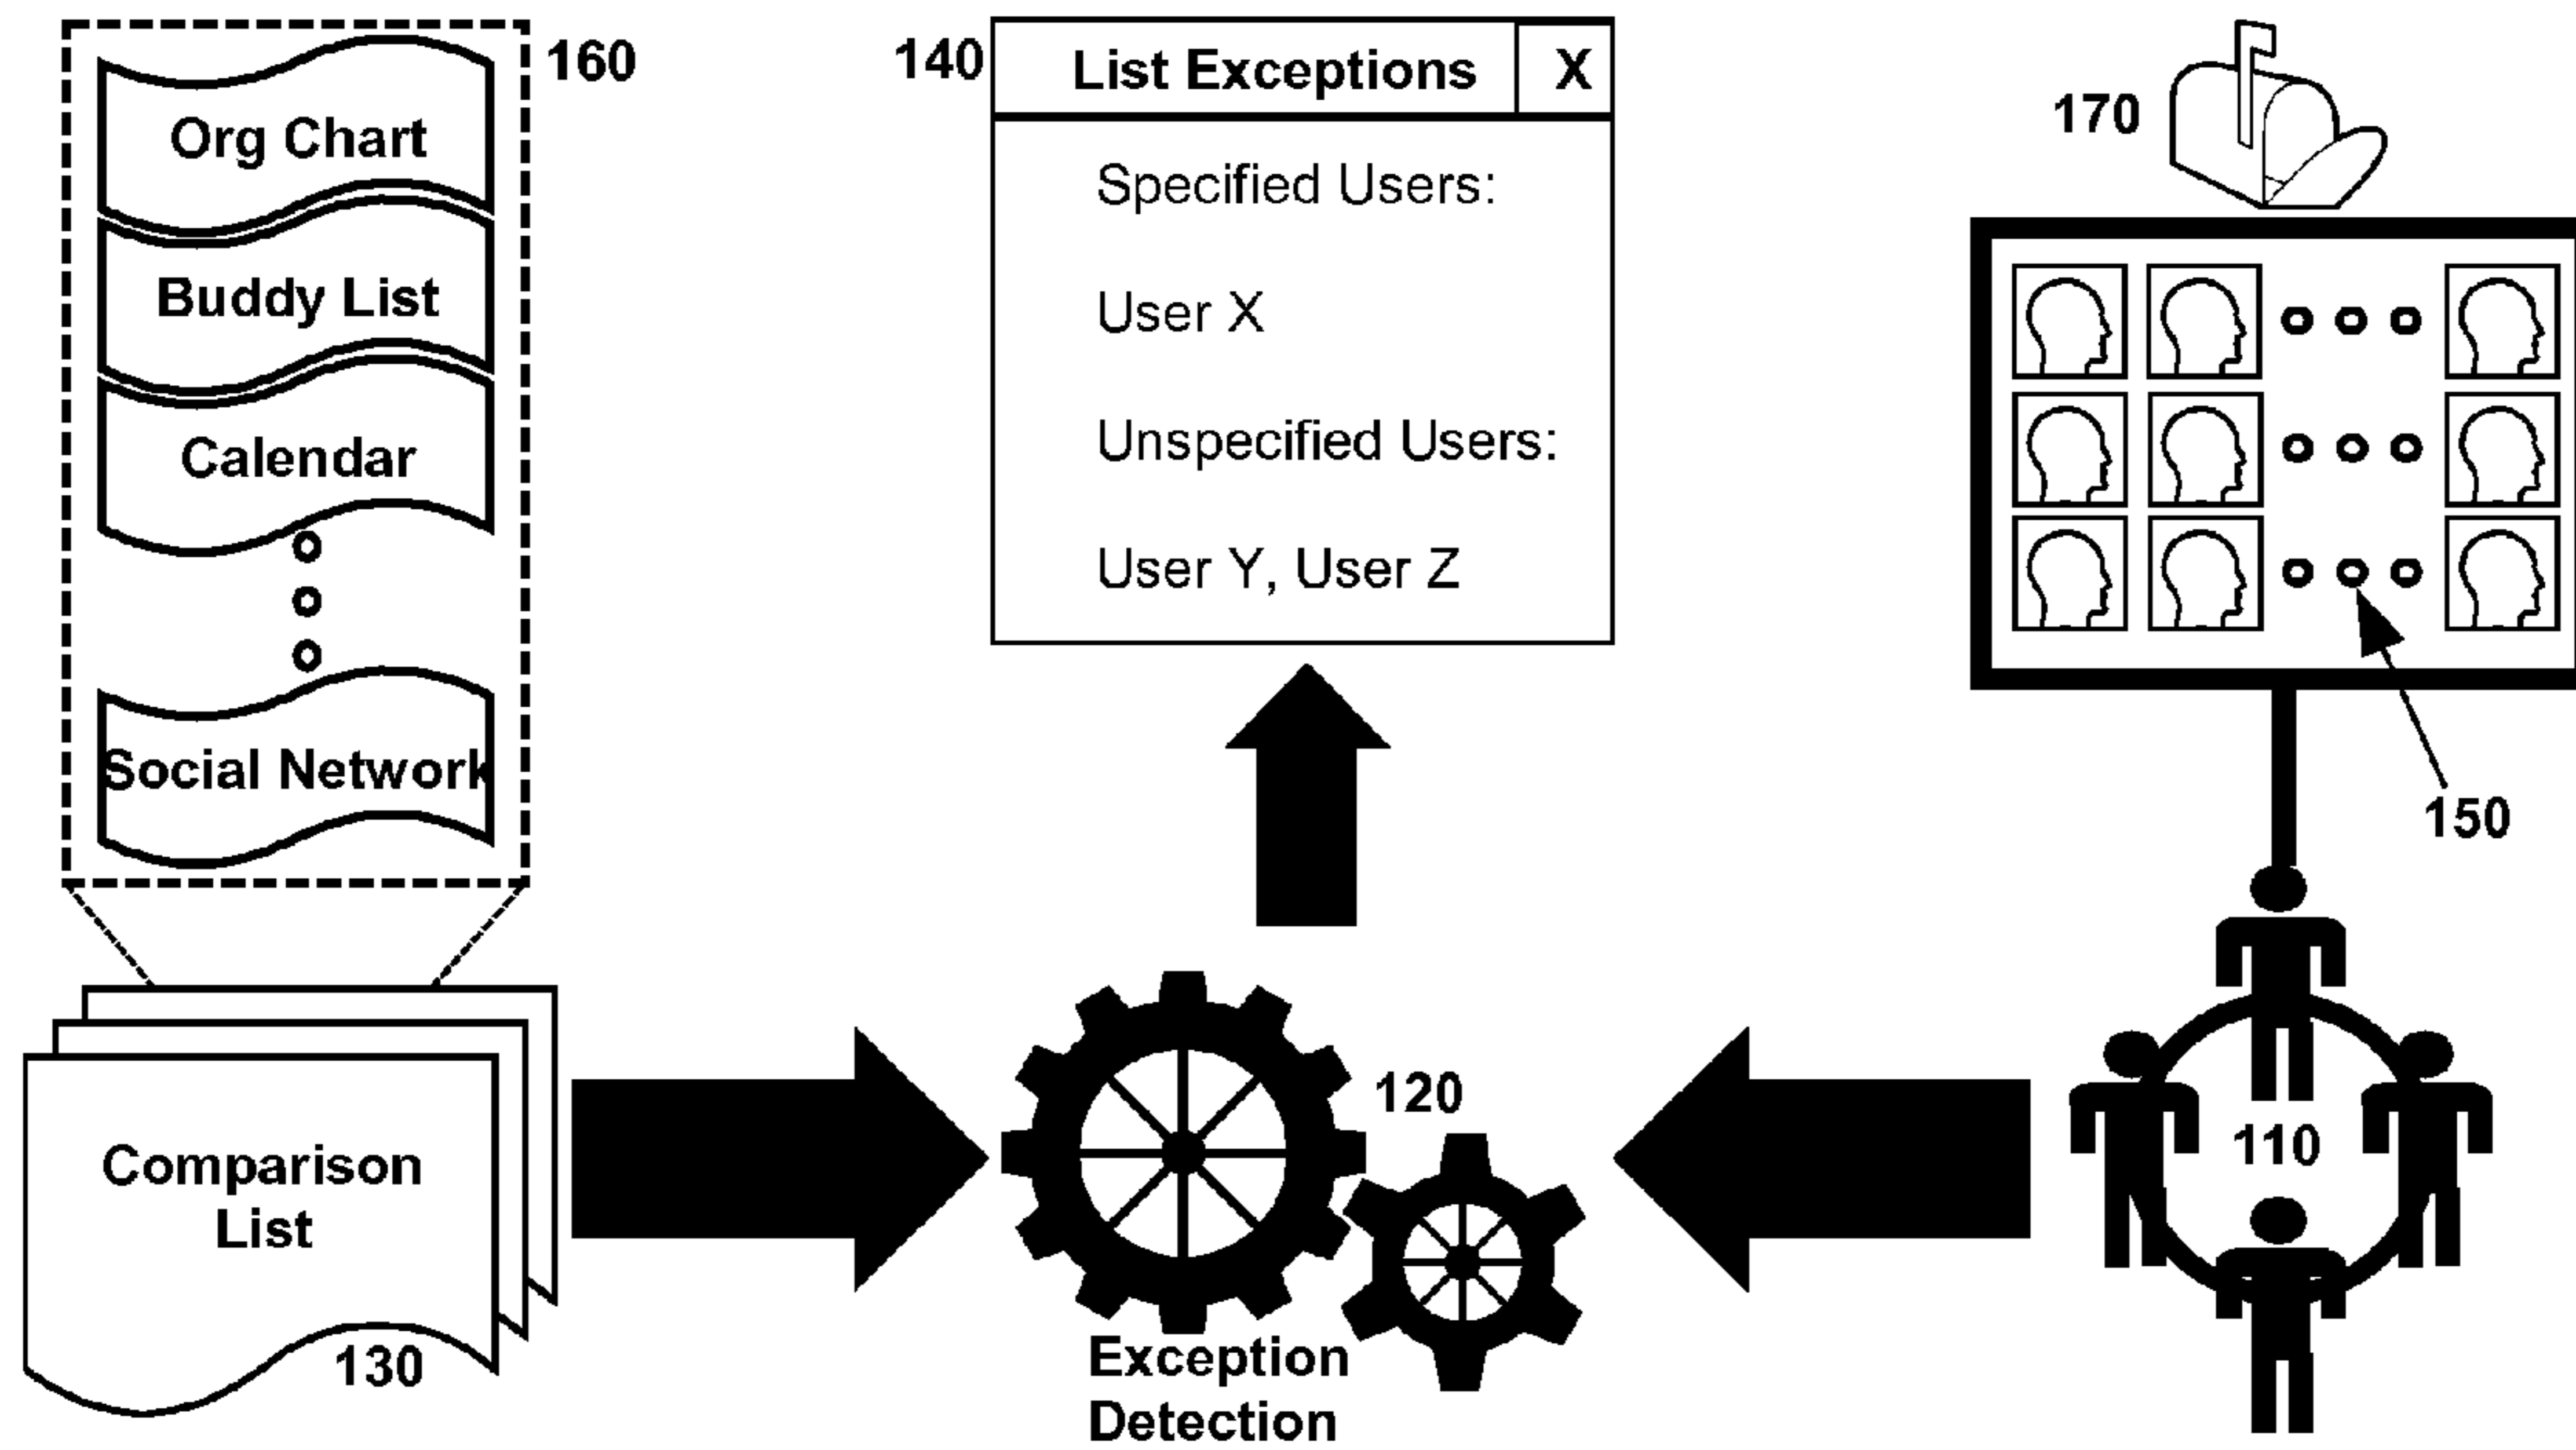 160
Org Chart
Buddy List
Calendar
Social Network
Comparison
List
130
140
List Exceptions X
Specified Users:
User X
Unspecified Users:
User Y, User Z
120
Exception
Detection
170
150
110